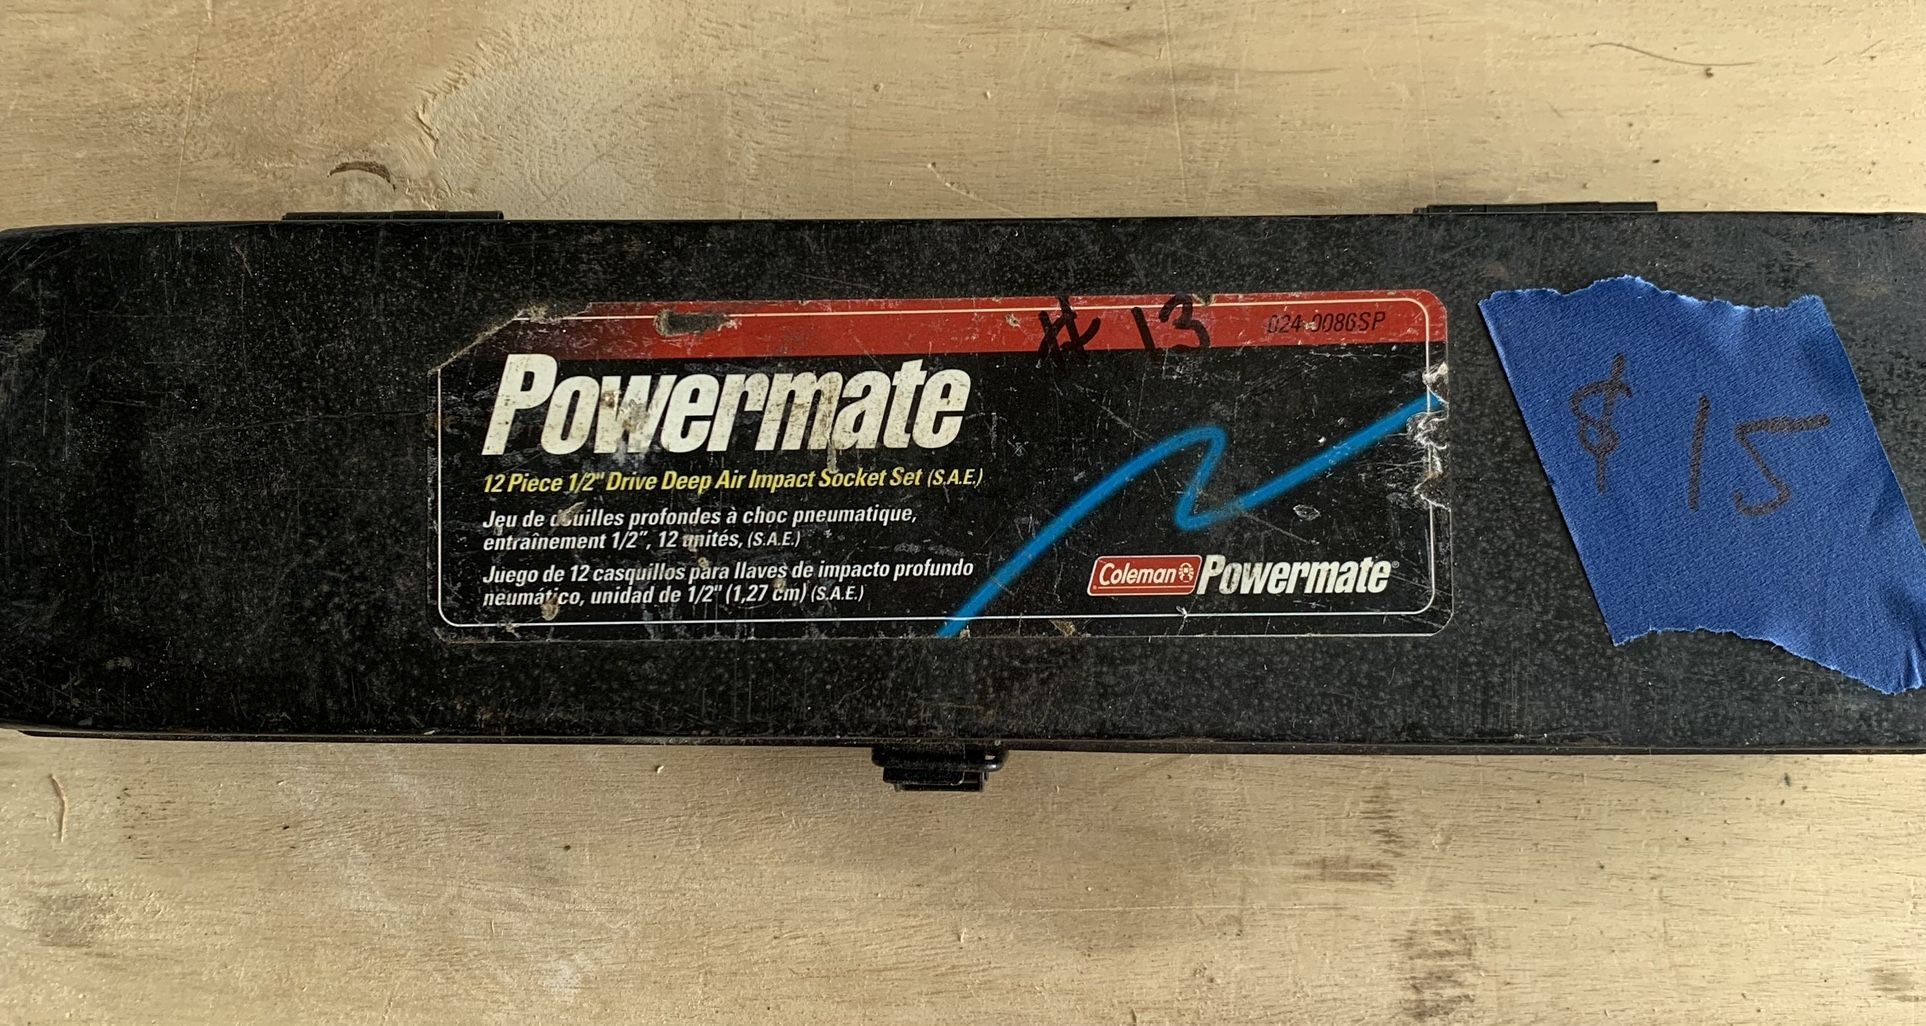 # 13
024-0086SP
Powermate
12 Piece 1/2" Drive Deep Air Impact Socket Set (S.A.E.)
Jeu de douilles profondes à choc pneumatique,
entraînement 1/2", 12 unités, (S.A.E.)
Juego de 12 casquillos para llaves de impacto profundo
neumático, unidad de 1/2" (1,27 cm) (S.A.E.)
Coleman Powermate®
$ 15